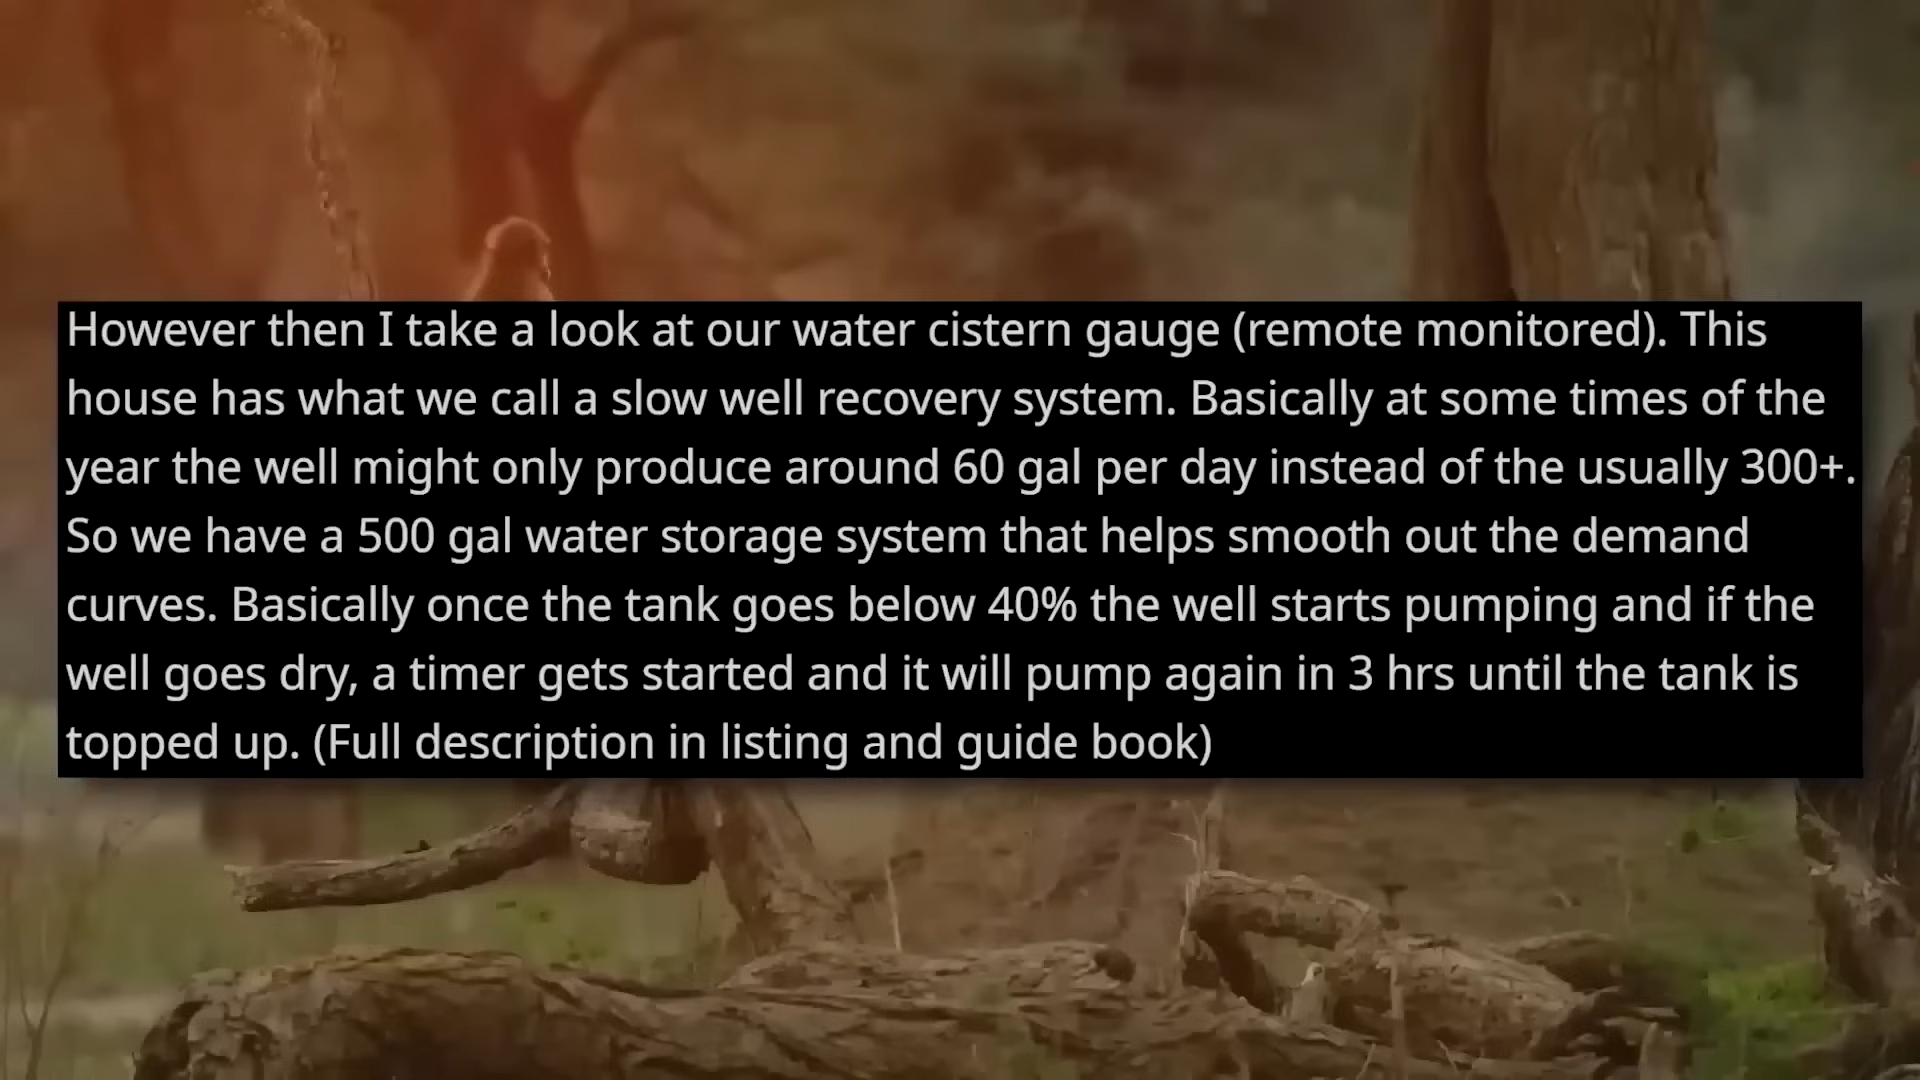 However then I take a look at our water cistern gauge (remote monitored). This
house has what we call a slow well recovery system. Basically at some times of the
year the well might only produce around 60 gal per day instead of the usually 300+.
So we have a 500 gal water storage system that helps smooth out the demand
curves. Basically once the tank goes below 40% the well starts pumping and if the
well goes dry, a timer gets started and it will pump again in 3 hrs until the tank is
topped up. (Full description in listing and guide book)